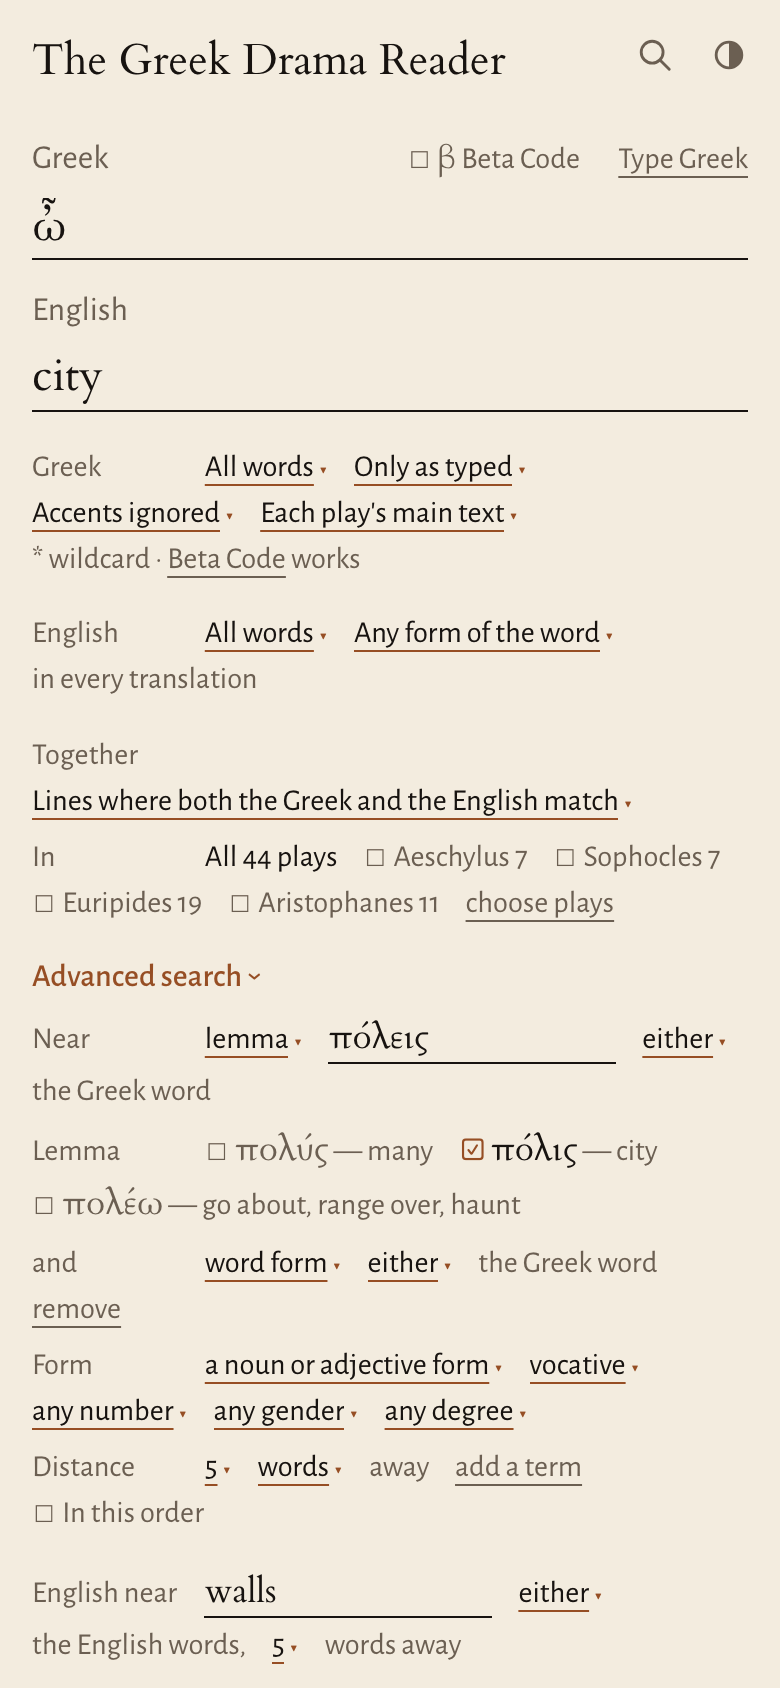 The Greek Drama Reader
Greek β Beta Code Type Greek
ὦ
English
city
Greek All words Only as typed
Accents ignored Each play's main text
* wildcard · Beta Code works
English All words Any form of the word
in every translation
Together
Lines where both the Greek and the English match
In All 44 plays Aeschylus 7 Sophocles 7
Euripides 19 Aristophanes 11 choose plays
Advanced search
Near lemma πόλεις either
the Greek word
Lemma πολύς — many πόλις — city
πολέω — go about, range over, haunt
and word form either the Greek word
remove
Form a noun or adjective form vocative
any number any gender any degree
Distance 5 words away add a term
In this order
English near walls either
the English words, 5 words away